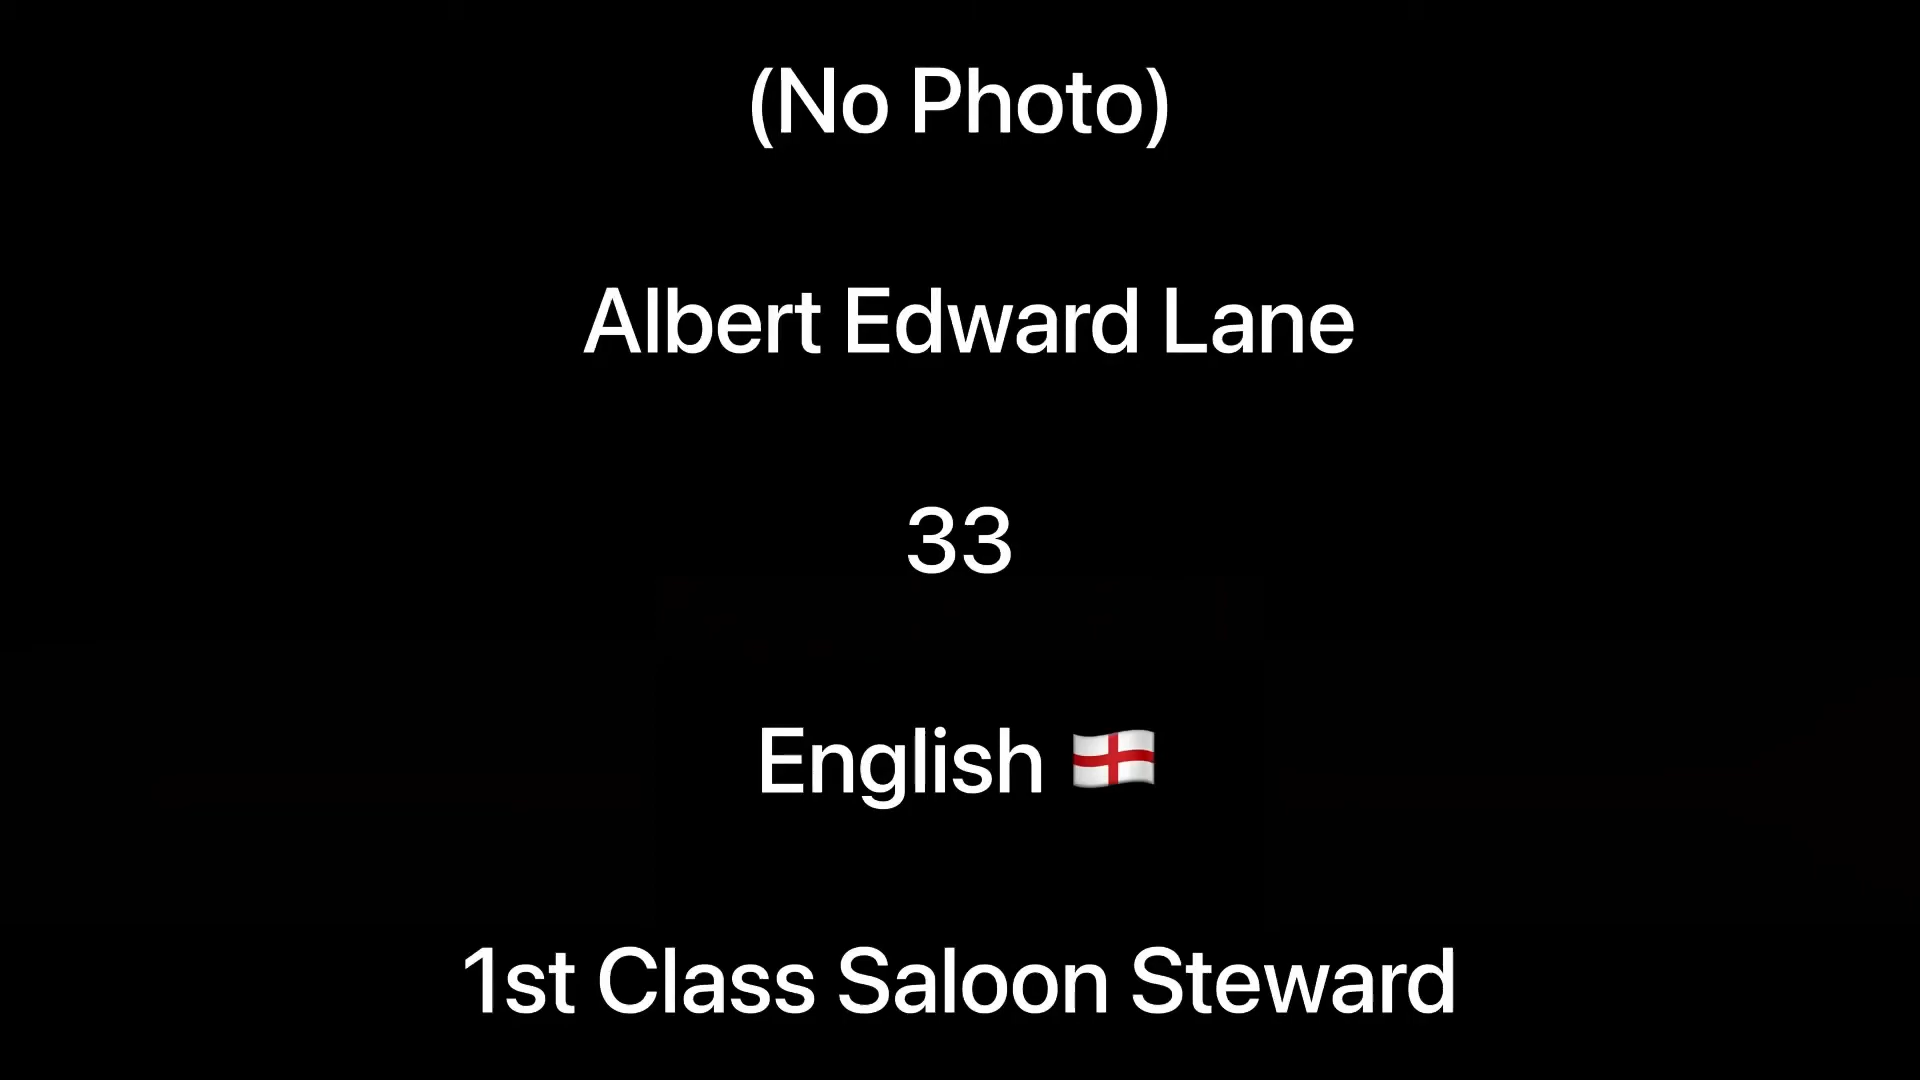 (No Photo)
Albert Edward Lane
33
English 🏴󠁧󠁢󠁥󠁮󠁧󠁿
1st Class Saloon Steward